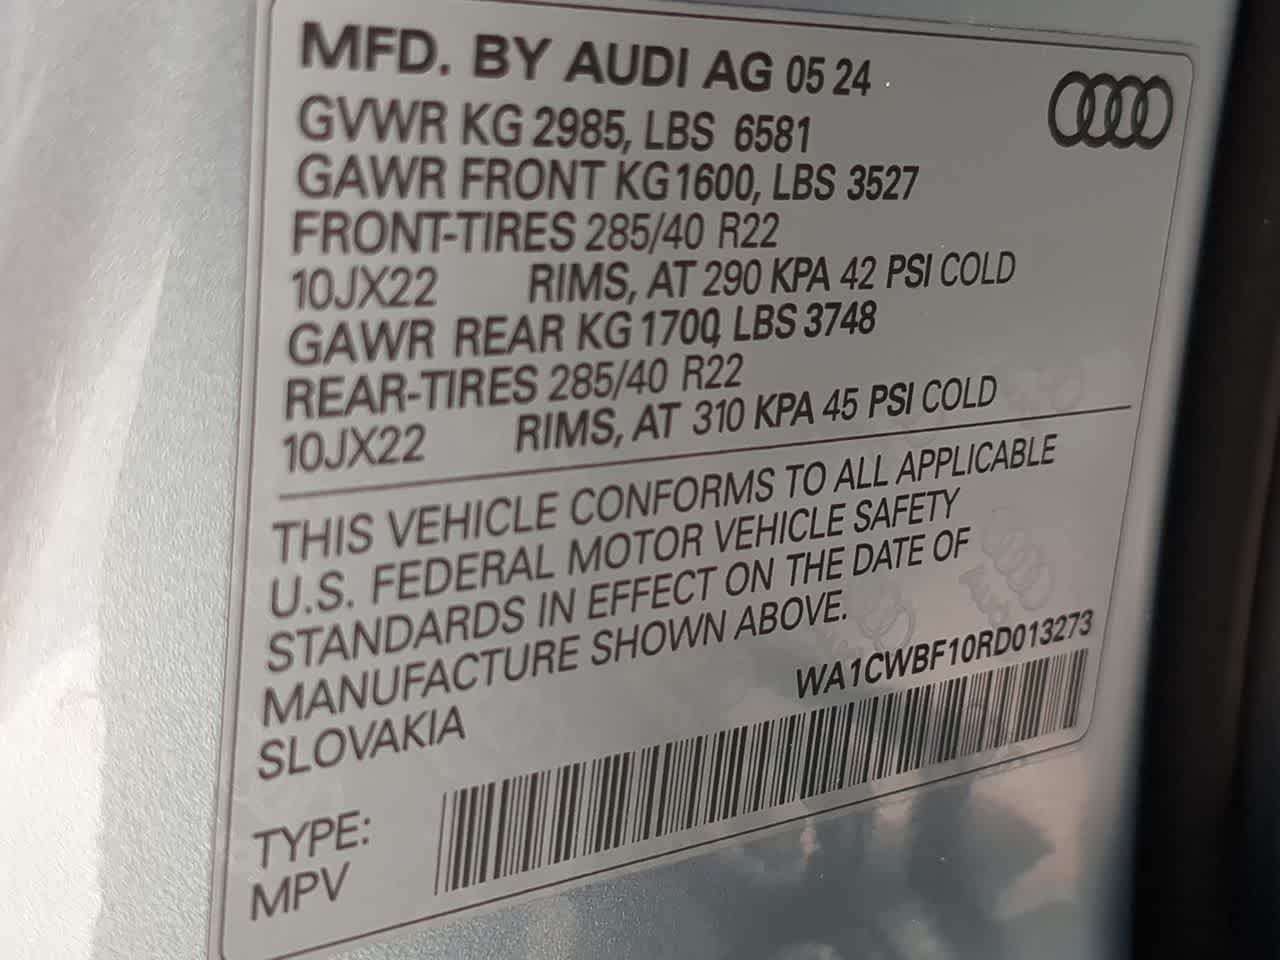 MFD. BY AUDI AG 05 24
GVWR KG 2985, LBS 6581
GAWR FRONT KG 1600, LBS 3527
FRONT-TIRES 285/40 R22
10JX22 RIMS, AT 290 KPA 42 PSI COLD
GAWR REAR KG 1700, LBS 3748
REAR-TIRES 285/40 R22
10JX22 RIMS, AT 310 KPA 45 PSI COLD
THIS VEHICLE CONFORMS TO ALL APPLICABLE
U.S. FEDERAL MOTOR VEHICLE SAFETY
STANDARDS IN EFFECT ON THE DATE OF
MANUFACTURE SHOWN ABOVE.
SLOVAKIA
WA1CWBF10RD013273
TYPE:
MPV